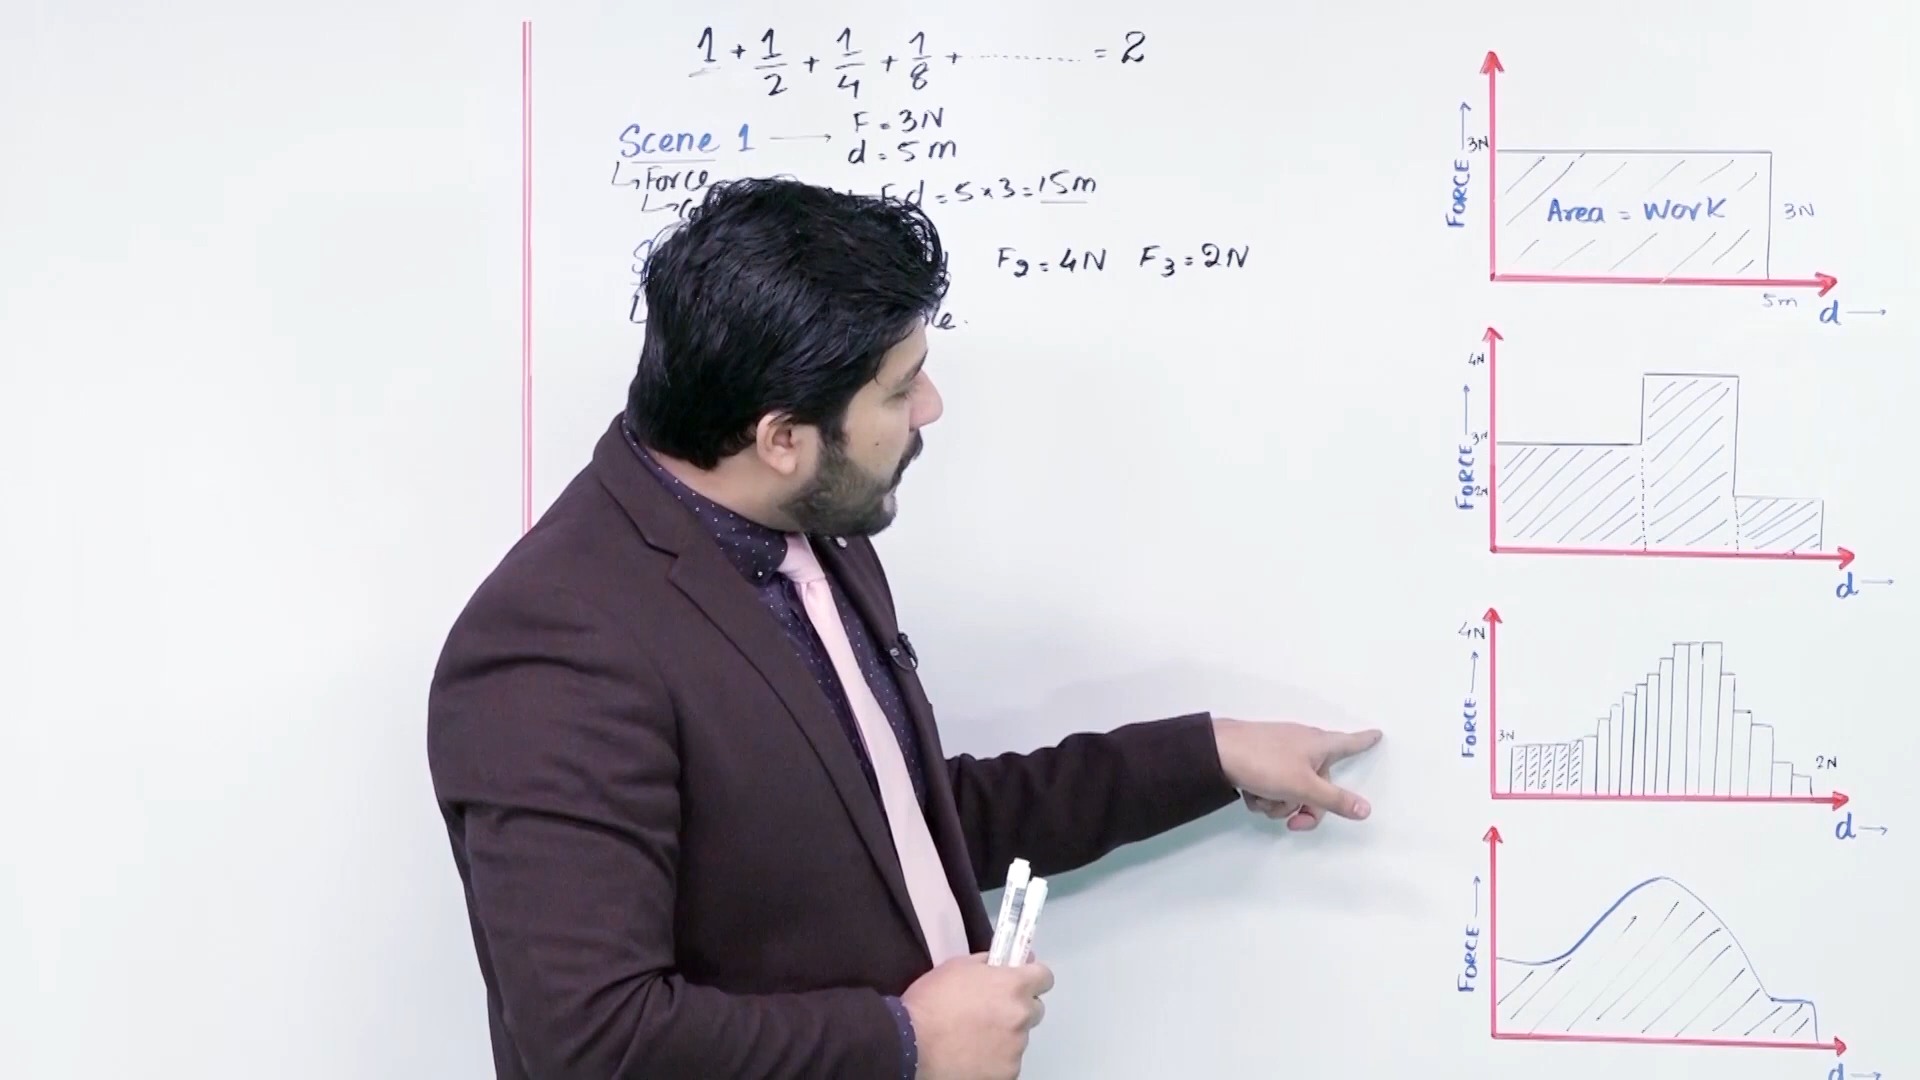 1 + 1/2 + 1/4 + 1/8 + ............ = 2
Scene 1 → F = 3N
d = 5m
↳ Force
Fd = 5 × 3 = 15m
F2 = 4N F3 = 2N
FORCE →
3N
Area = Work
3N
5m
d →
4N
FORCE →
3N
2N
d →
4N
FORCE →
3N
2N
d →
FORCE →
d →